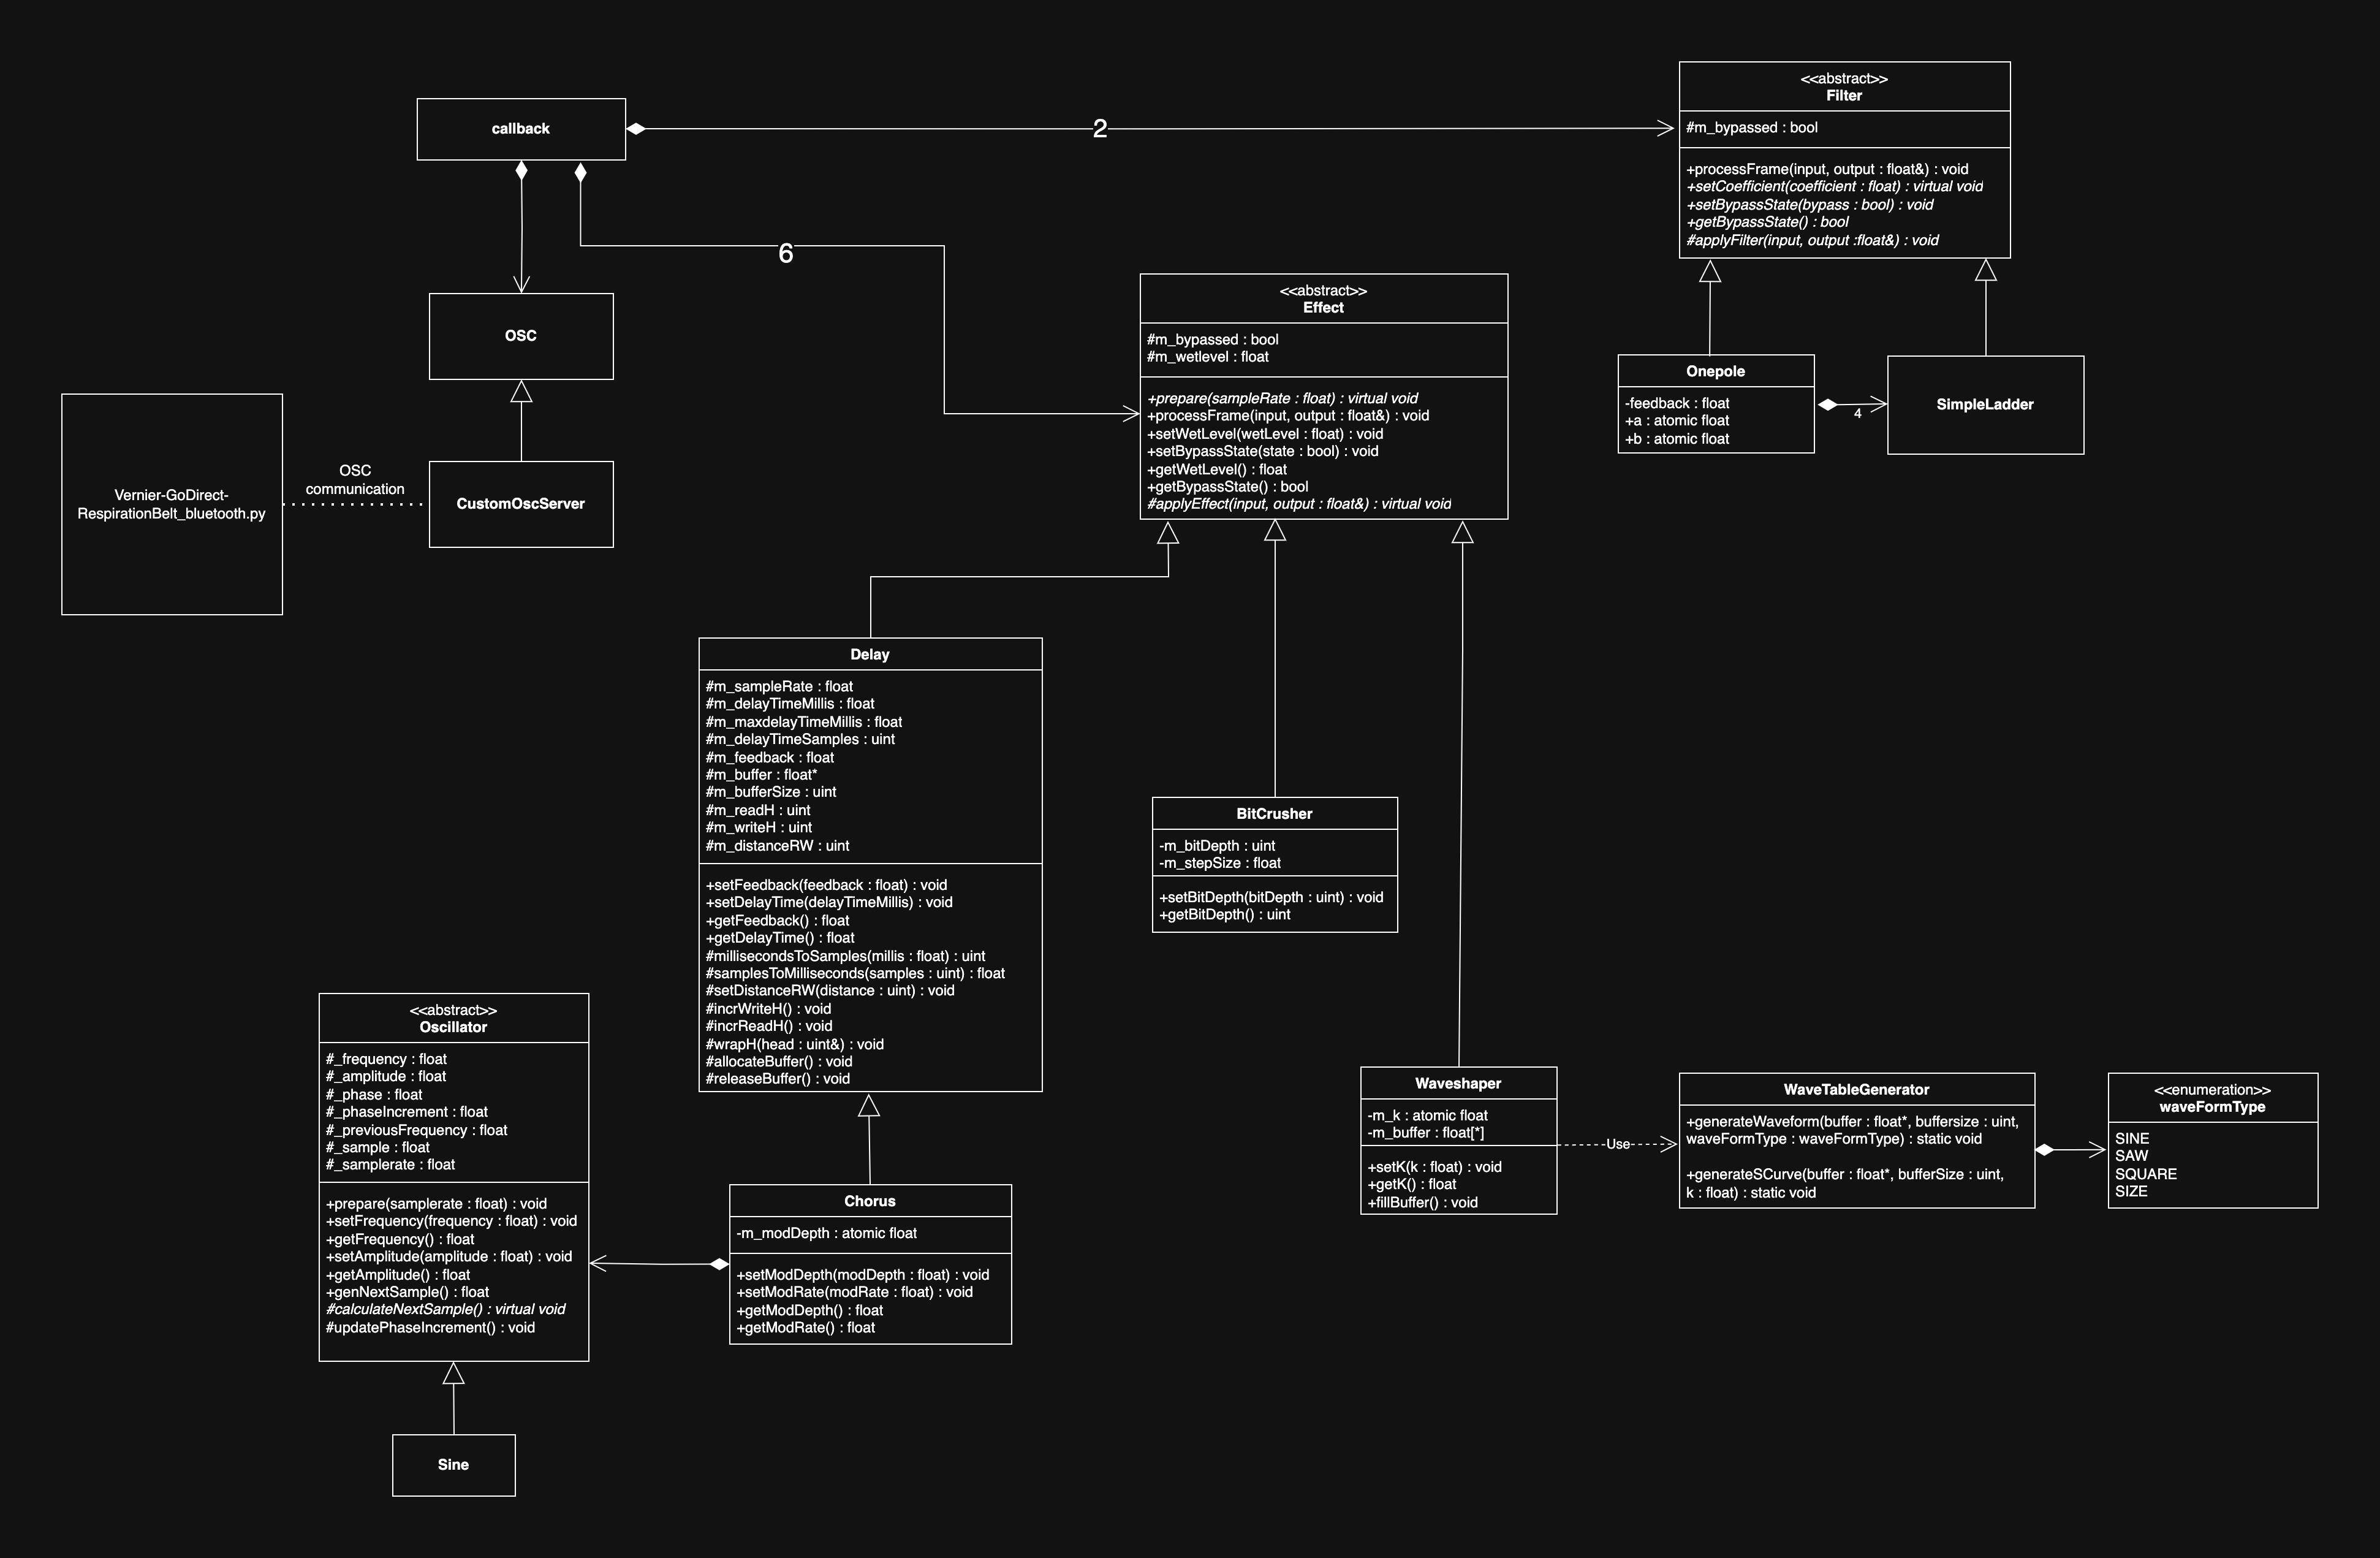 callback
2
<<abstract>>
Filter
#m_bypassed : bool
+processFrame(input, output : float&) : void
+setCoefficient(coefficient : float) : virtual void
+setBypassState(bypass : bool) : void
+getBypassState() : bool
#applyFilter(input, output :float&) : void
6
OSC
<<abstract>>
Effect
#m_bypassed : bool
#m_wetlevel : float
+prepare(sampleRate : float) : virtual void
+processFrame(input, output : float&) : void
+setWetLevel(wetLevel : float) : void
+setBypassState(state : bool) : void
+getWetLevel() : float
+getBypassState() : bool
#applyEffect(input, output : float&) : virtual void
Onepole
-feedback : float
+a : atomic float
+b : atomic float
4
SimpleLadder
Vernier-GoDirect-
RespirationBelt_bluetooth.py
OSC
communication
CustomOscServer
Delay
#m_sampleRate : float
#m_delayTimeMillis : float
#m_maxdelayTimeMillis : float
#m_delayTimeSamples : uint
#m_feedback : float
#m_buffer : float*
#m_bufferSize : uint
#m_readH : uint
#m_writeH : uint
#m_distanceRW : uint
+setFeedback(feedback : float) : void
+setDelayTime(delayTimeMillis) : void
+getFeedback() : float
+getDelayTime() : float
#millisecondsToSamples(millis : float) : uint
#samplesToMilliseconds(samples : uint) : float
#setDistanceRW(distance : uint) : void
#incrWriteH() : void
#incrReadH() : void
#wrapH(head : uint&) : void
#allocateBuffer() : void
#releaseBuffer() : void
BitCrusher
-m_bitDepth : uint
-m_stepSize : float
+setBitDepth(bitDepth : uint) : void
+getBitDepth() : uint
<<abstract>>
Oscillator
#_frequency : float
#_amplitude : float
#_phase : float
#_phaseIncrement : float
#_previousFrequency : float
#_sample : float
#_samplerate : float
+prepare(samplerate : float) : void
+setFrequency(frequency : float) : void
+getFrequency() : float
+setAmplitude(amplitude : float) : void
+getAmplitude() : float
+genNextSample() : float
#calculateNextSample() : virtual void
#updatePhaseIncrement() : void
Chorus
-m_modDepth : atomic float
+setModDepth(modDepth : float) : void
+setModRate(modRate : float) : void
+getModDepth() : float
+getModRate() : float
Waveshaper
-m_k : atomic float
-m_buffer : float[*]
+setK(k : float) : void
+getK() : float
+fillBuffer() : void
Use
WaveTableGenerator
+generateWaveform(buffer : float*, buffersize : uint,
waveFormType : waveFormType) : static void
+generateSCurve(buffer : float*, bufferSize : uint,
k : float) : static void
<<enumeration>>
waveFormType
SINE
SAW
SQUARE
SIZE
Sine